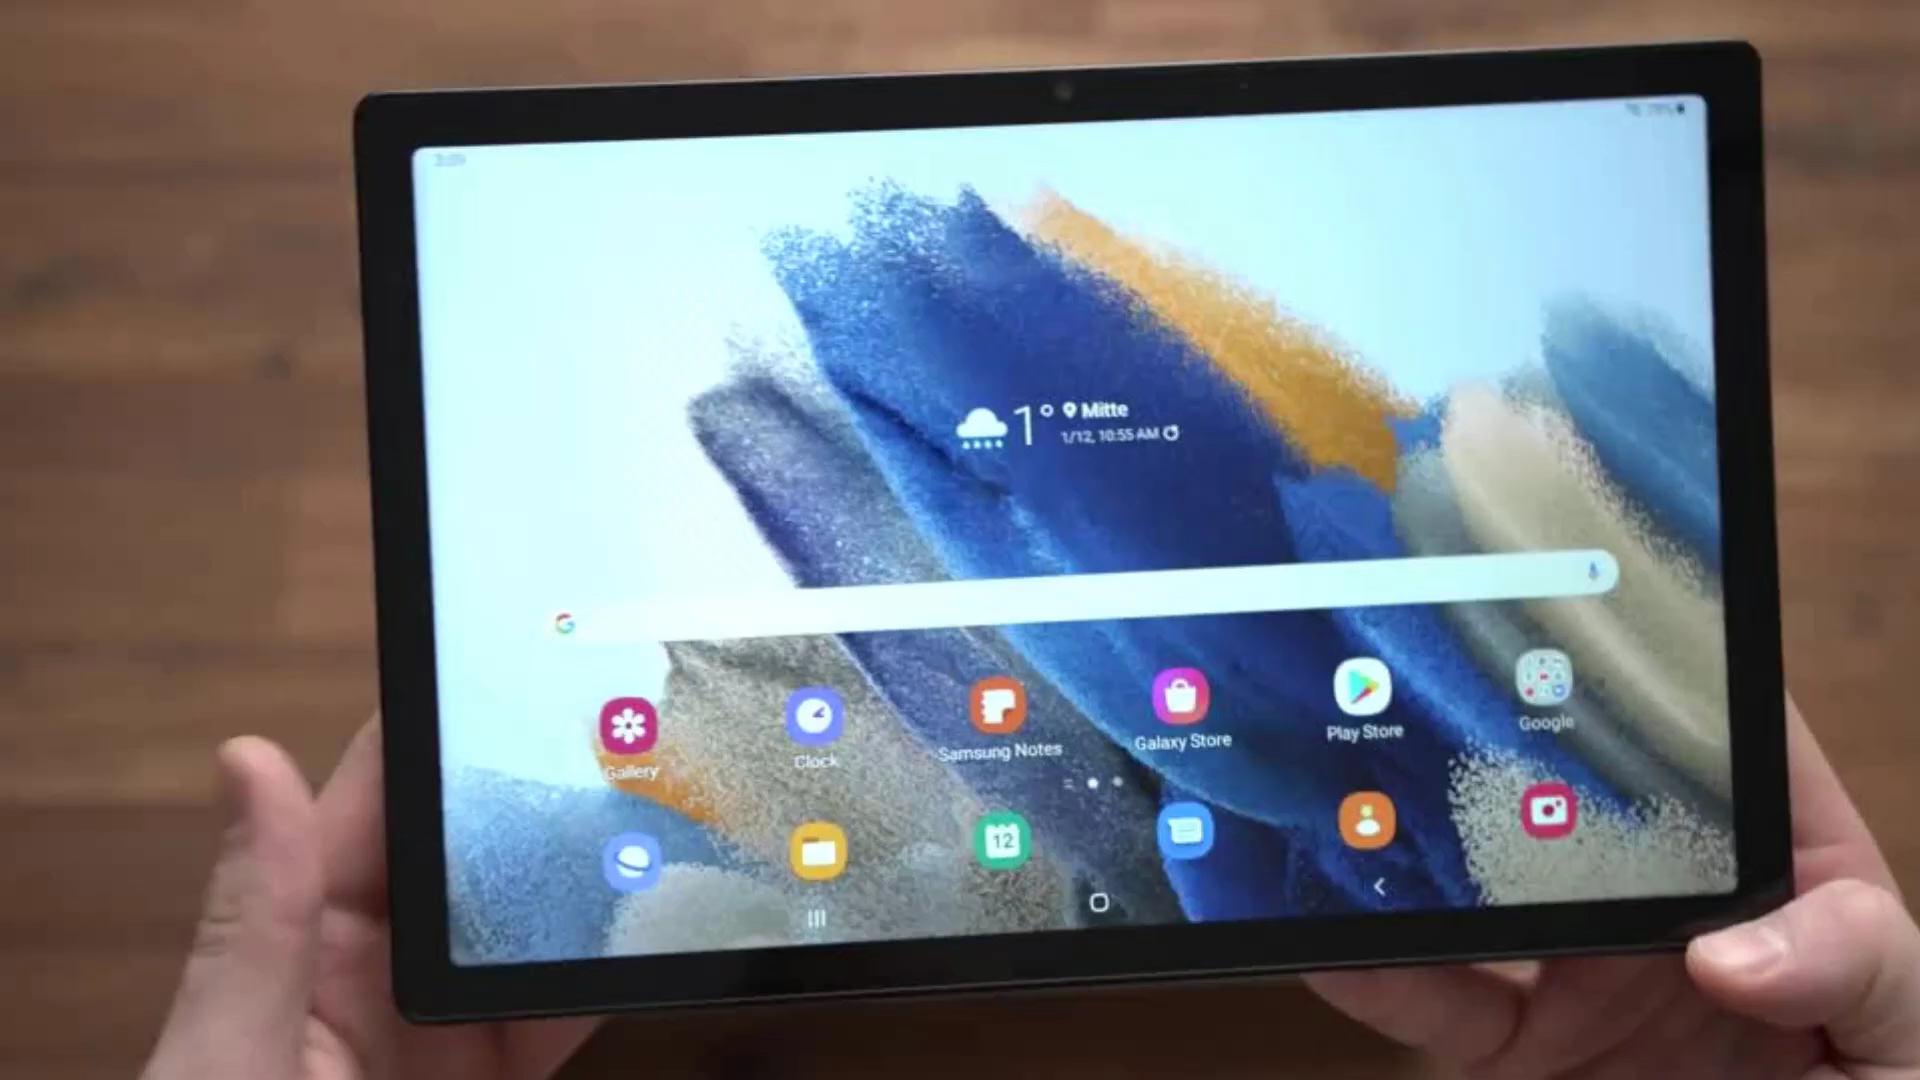 1° Mitte
1/12, 10:55 AM
Gallery
Clock
Samsung Notes
Galaxy Store
Play Store
Google
12